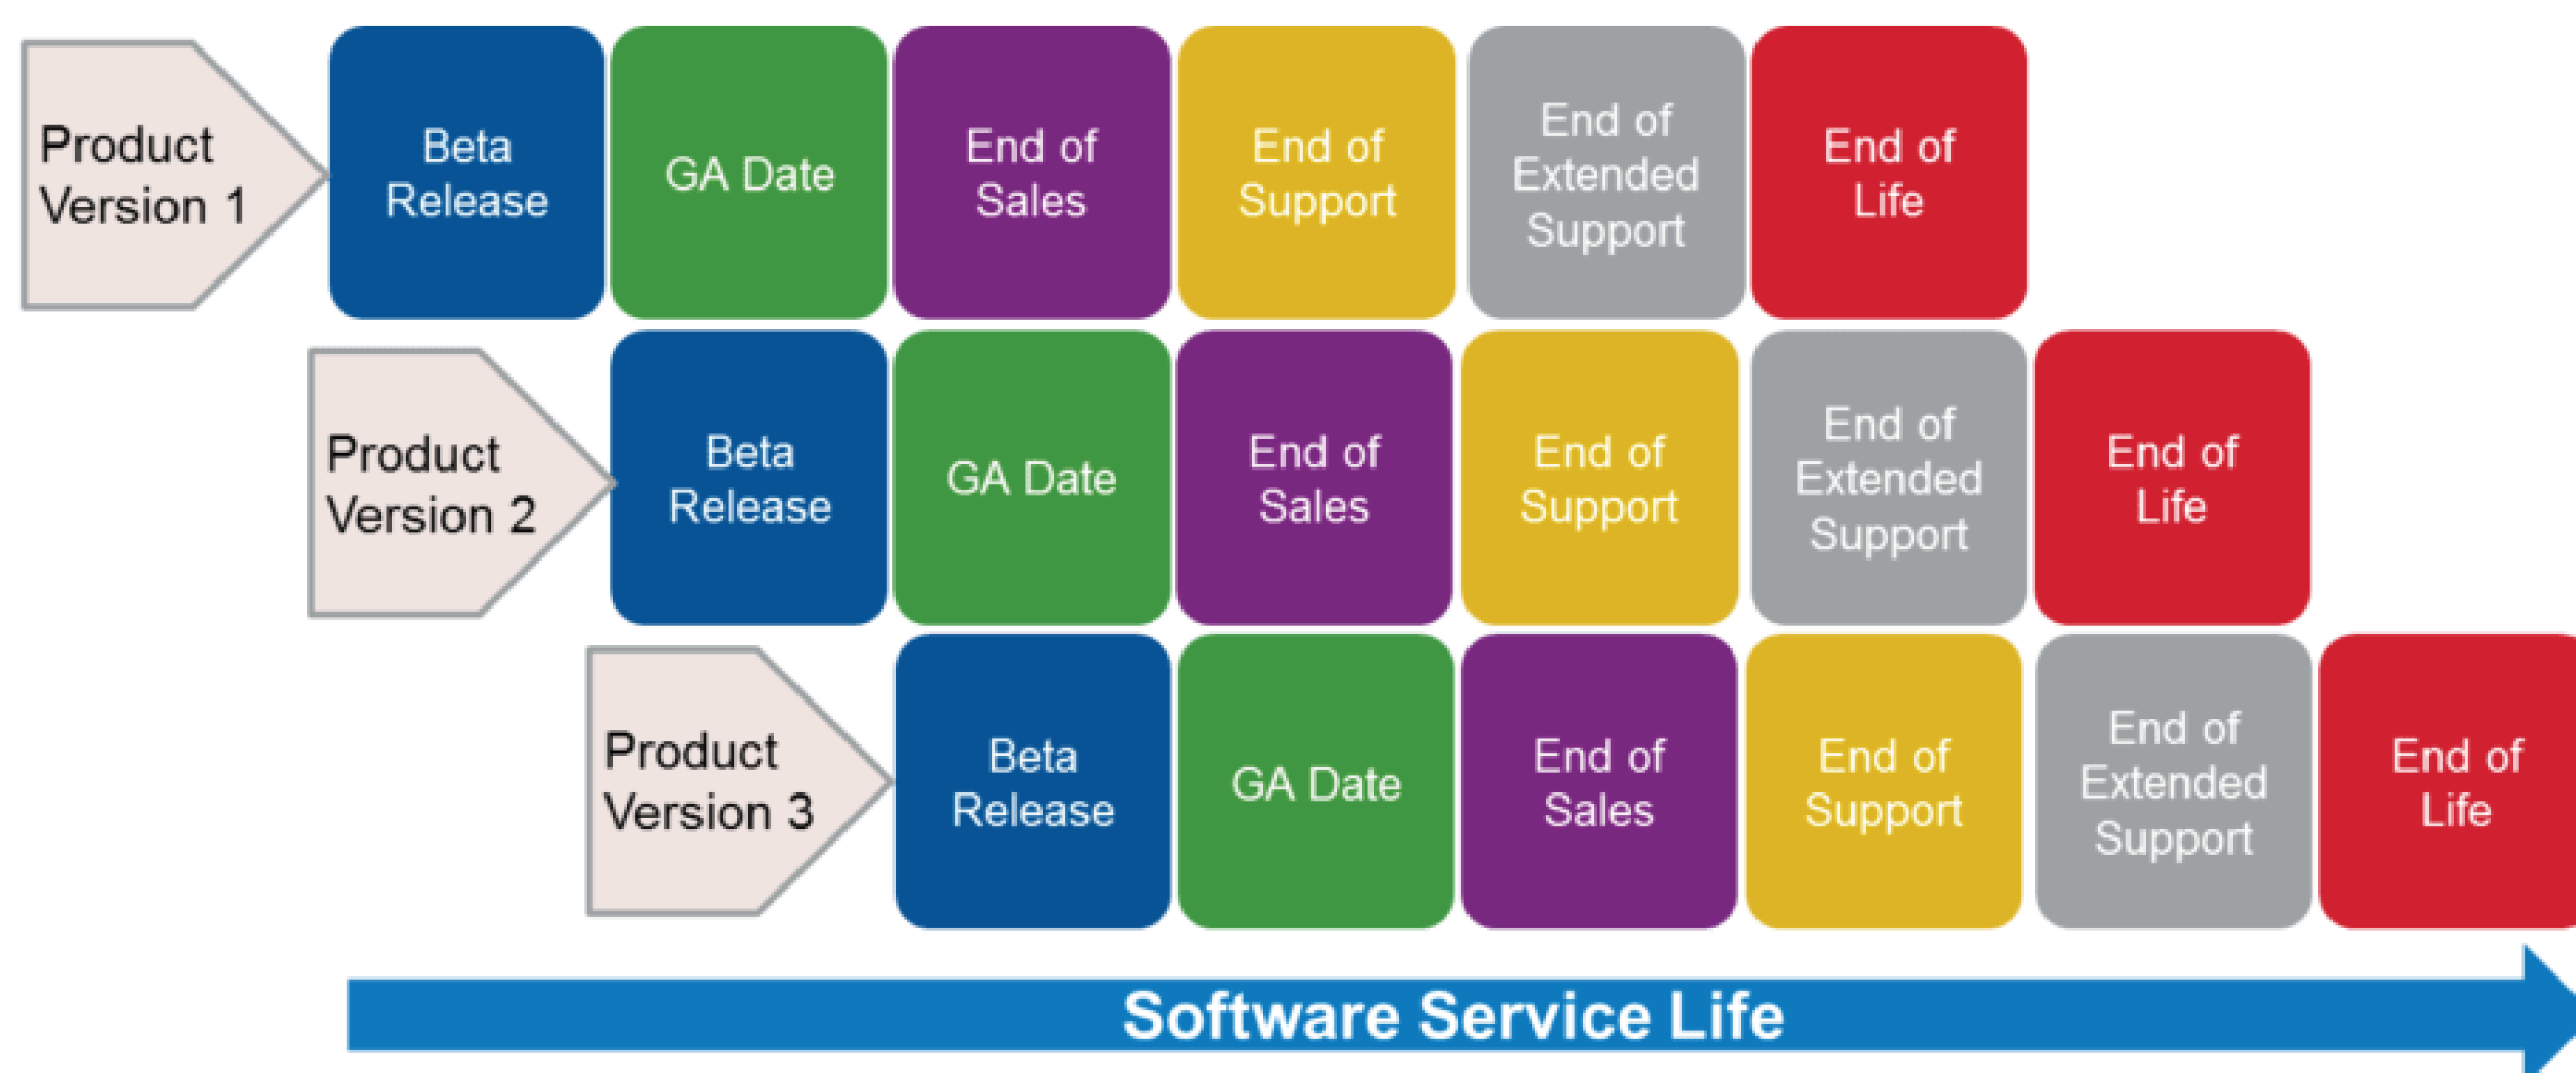 Product
Version 1
Beta
Release
GA Date
End of
Sales
End of
Support
End of
Extended
Support
End of
Life
Product
Version 2
Beta
Release
GA Date
End of
Sales
End of
Support
End of
Extended
Support
End of
Life
Product
Version 3
Beta
Release
GA Date
End of
Sales
End of
Support
End of
Extended
Support
End of
Life
Software Service Life